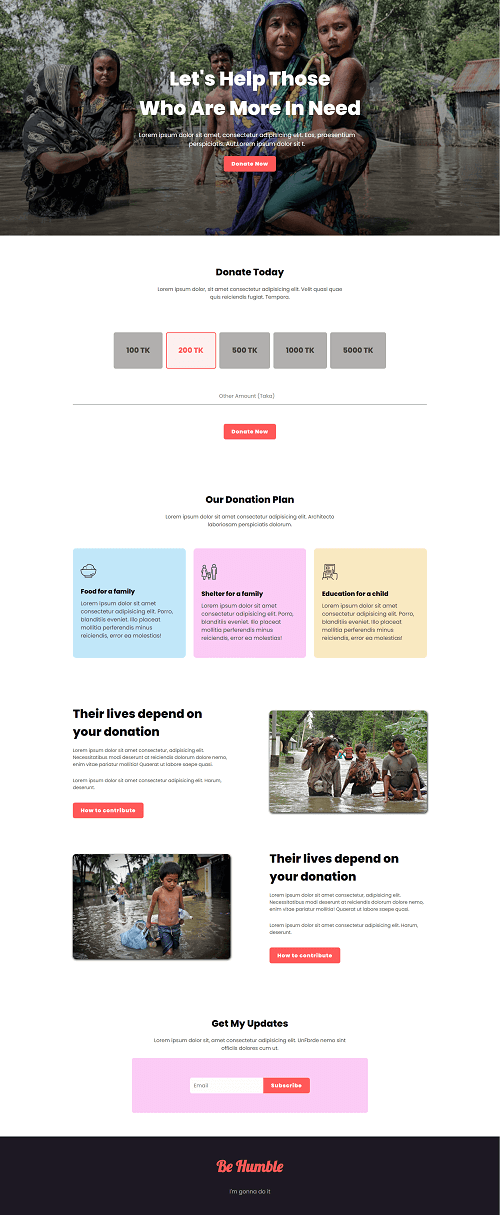 Let's Help Those
Who Are More In Need
Lorem ipsum dolor sit amet, consectetur adipisicing elit. Eos, praesentium
perspiciatis. Aut.Lorem ipsum dolor sit t.
Donate Now
Donate Today
Lorem ipsum dolor, sit amet consectetur adipisicing elit. Velit quasi quae
quis reiciendis fugiat. Tempora.
100 TK
200 TK
500 TK
1000 TK
5000 TK
Other Amount (Taka)
Donate Now
Our Donation Plan
Lorem ipsum dolor sit amet consectetur adipisicing elit. Architecto
laboriosam perspiciatis dolorum.
Food for a family
Lorem ipsum dolor sit amet
consectetur adipisicing elit. Porro,
blanditiis eveniet. Illo dolores
mollitia perferendis minus
reiciendis, error ea molestias!
Shelter for a family
Lorem ipsum dolor sit amet
consectetur adipisicing elit. Porro,
blanditiis eveniet. Illo dolores
mollitia perferendis minus
reiciendis, error ea molestias!
Education for a child
Lorem ipsum dolor sit amet
consectetur adipisicing elit. Porro,
blanditiis eveniet. Illo dolores
mollitia perferendis minus
reiciendis, error ea molestias!
Their lives depend on
your donation
Lorem ipsum dolor sit amet consectetur, adipisicing elit.
Necessitatibus modi deserunt at reiciendis dolorum dolore nemo,
enim vitae pariatur mollitia! Quaerat ut labore saepe quasi.
Lorem ipsum dolor sit amet consectetur adipisicing elit. Harum,
deserunt.
How to contribute
Their lives depend on
your donation
Lorem ipsum dolor sit amet consectetur, adipisicing elit.
Necessitatibus modi deserunt at reiciendis dolorum dolore nemo,
enim vitae pariatur mollitia! Quaerat ut labore saepe quasi.
Lorem ipsum dolor sit amet consectetur adipisicing elit. Harum,
deserunt.
How to contribute
Get My Updates
Lorem ipsum dolor sit, amet consectetur adipisicing elit. UnFbrde nemo sint
officiis dolores cum ut.
Email
Subscribe
Be Humble
I'm gonna do it